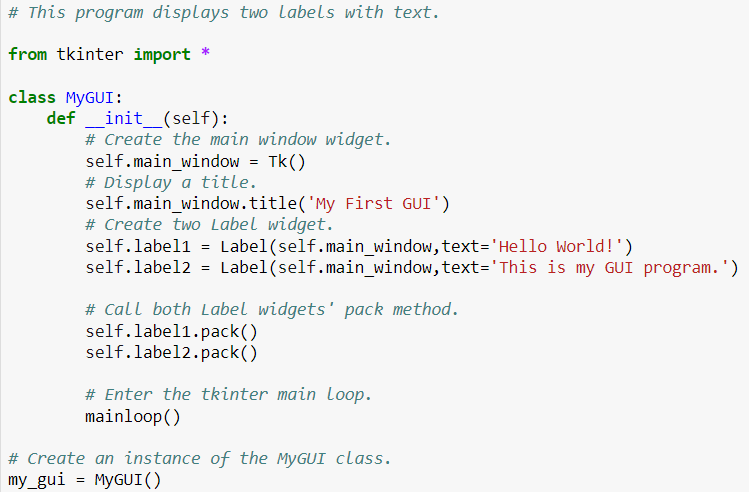 # This program displays two labels with text.
from tkinter import *
class MyGUI:
    def __init__(self):
        # Create the main window widget.
        self.main_window = Tk()
        # Display a title.
        self.main_window.title('My First GUI')
        # Create two Label widget.
        self.label1 = Label(self.main_window,text='Hello World!')
        self.label2 = Label(self.main_window,text='This is my GUI program.')
        # Call both Label widgets' pack method.
        self.label1.pack()
        self.label2.pack()
        # Enter the tkinter main loop.
        mainloop()
# Create an instance of the MyGUI class.
my_gui = MyGUI()